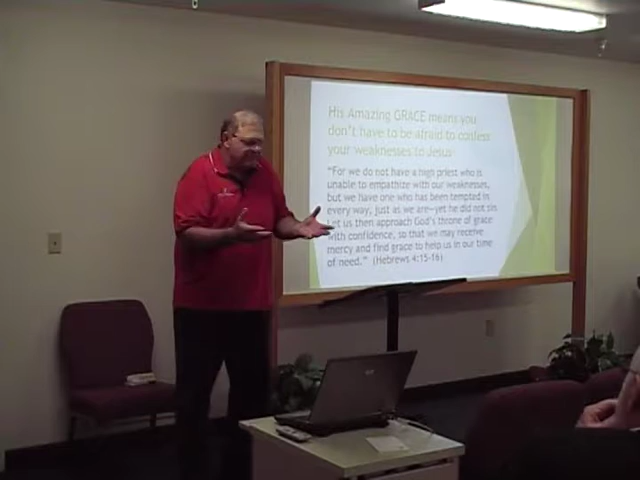 His Amazing GRACE means you
don't have to be afraid to confess
your weaknesses to Jesus
"For we do not have a high priest who is
unable to empathize with our weaknesses,
but we have one who has been tempted in
every way, just as we are—yet he did not sin.
Let us then approach God's throne of grace
with confidence, so that we may receive
mercy and find grace to help us in our time
of need." (Hebrews 4:15-16)